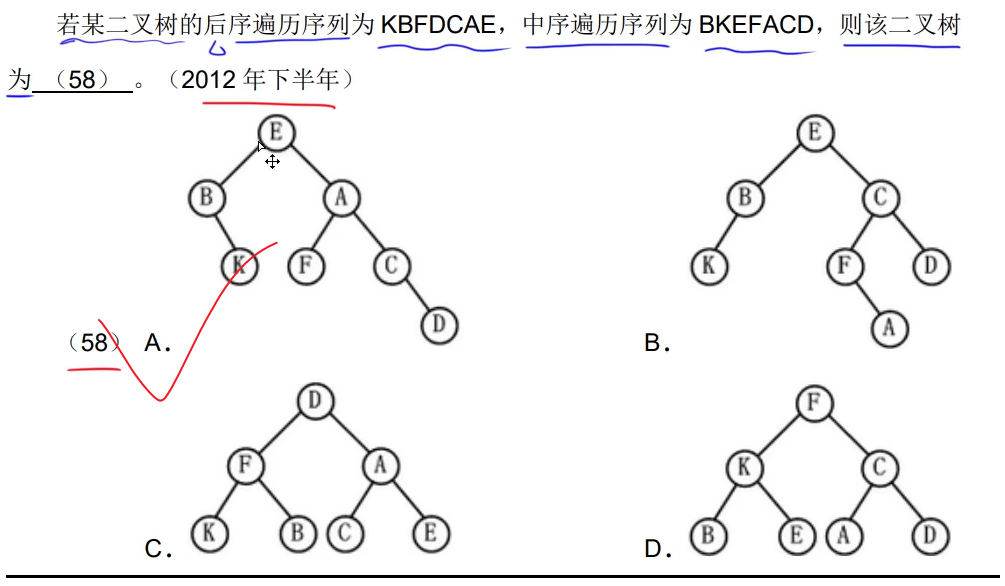 若某二叉树的后序遍历序列为 KBFDCAE，中序遍历序列为 BKEFACD，则该二叉树
为 （58） 。（2012 年下半年）
E
B A
K F C
D
（58） A.
E
B C
K F D
A
B.
D
F A
K B C E
C.
F
K C
B E A D
D.